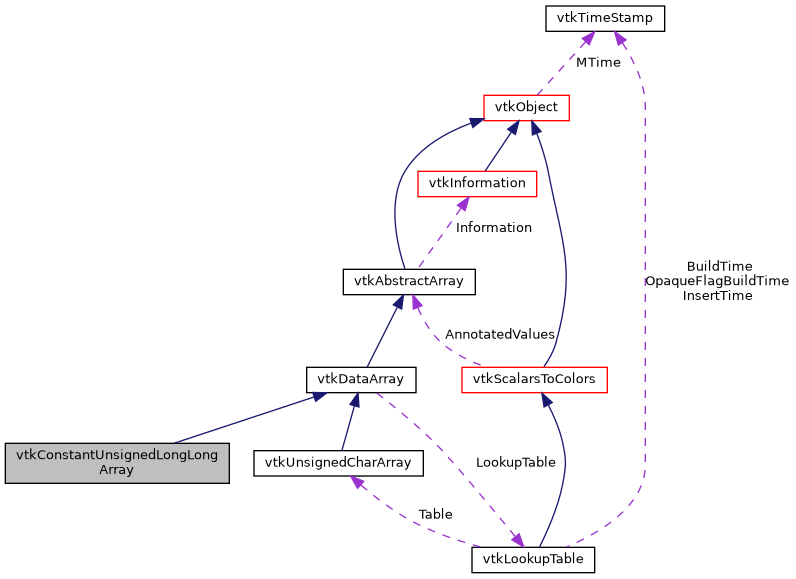 vtkTimeStamp
MTime
vtkObject
vtkInformation
Information
BuildTime
OpaqueFlagBuildTime
InsertTime
vtkAbstractArray
AnnotatedValues
vtkDataArray
vtkScalarsToColors
vtkConstantUnsignedLongLong
Array
vtkUnsignedCharArray
LookupTable
Table
vtkLookupTable